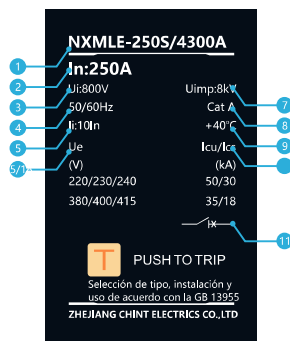 NXMLE-250S/4300A
1
In:250A
2
Ui:800V Uimp:8kV
3
7
50/60Hz Cat A
4
8
Ii:10In +40°C
5
9
Ue Icu/Ics
(V) (kA)
220/230/240 50/30
380/400/415 35/18
11
T PUSH TO TRIP
Selección de tipo, instalación y
uso de acuerdo con la GB 13955
ZHEJIANG CHINT ELECTRICS CO.,LTD